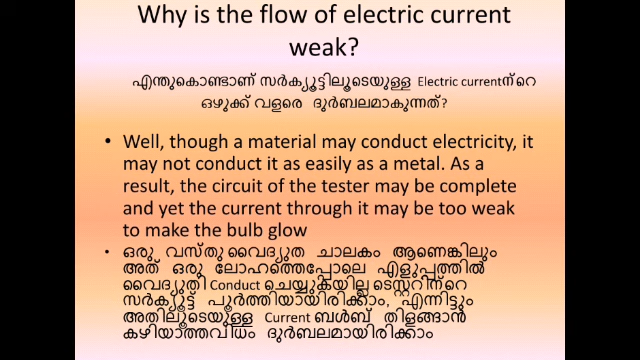 Why is the flow of electric current
weak?
എന്തുകൊണ്ടാണ് സർക്യൂട്ടിലൂടെയുള്ള Electric currentന്റെ
ഒഴുക്ക് വളരെ ദുർബലമാകുന്നത്?
• Well, though a material may conduct electricity, it
may not conduct it as easily as a metal. As a
result, the circuit of the tester may be complete
and yet the current through it may be too weak
to make the bulb glow
• ഒരു വസ്തു വൈദ്യുത ചാലകം ആണെങ്കിലും
അത് ഒരു ലോഹത്തെപ്പോലെ എളുപ്പത്തിൽ
വൈദ്യുതി Conduct ചെയ്യുകയില്ല ടെസ്റ്ററിന്റെ
സർക്യൂട്ട് പൂർത്തിയായിരിക്കാം, എന്നിട്ടും
അതിലൂടെയുള്ള Current ബൾബ് തിളങ്ങാൻ
കഴിയാത്തവിധം ദുർബലമായിരിക്കാം